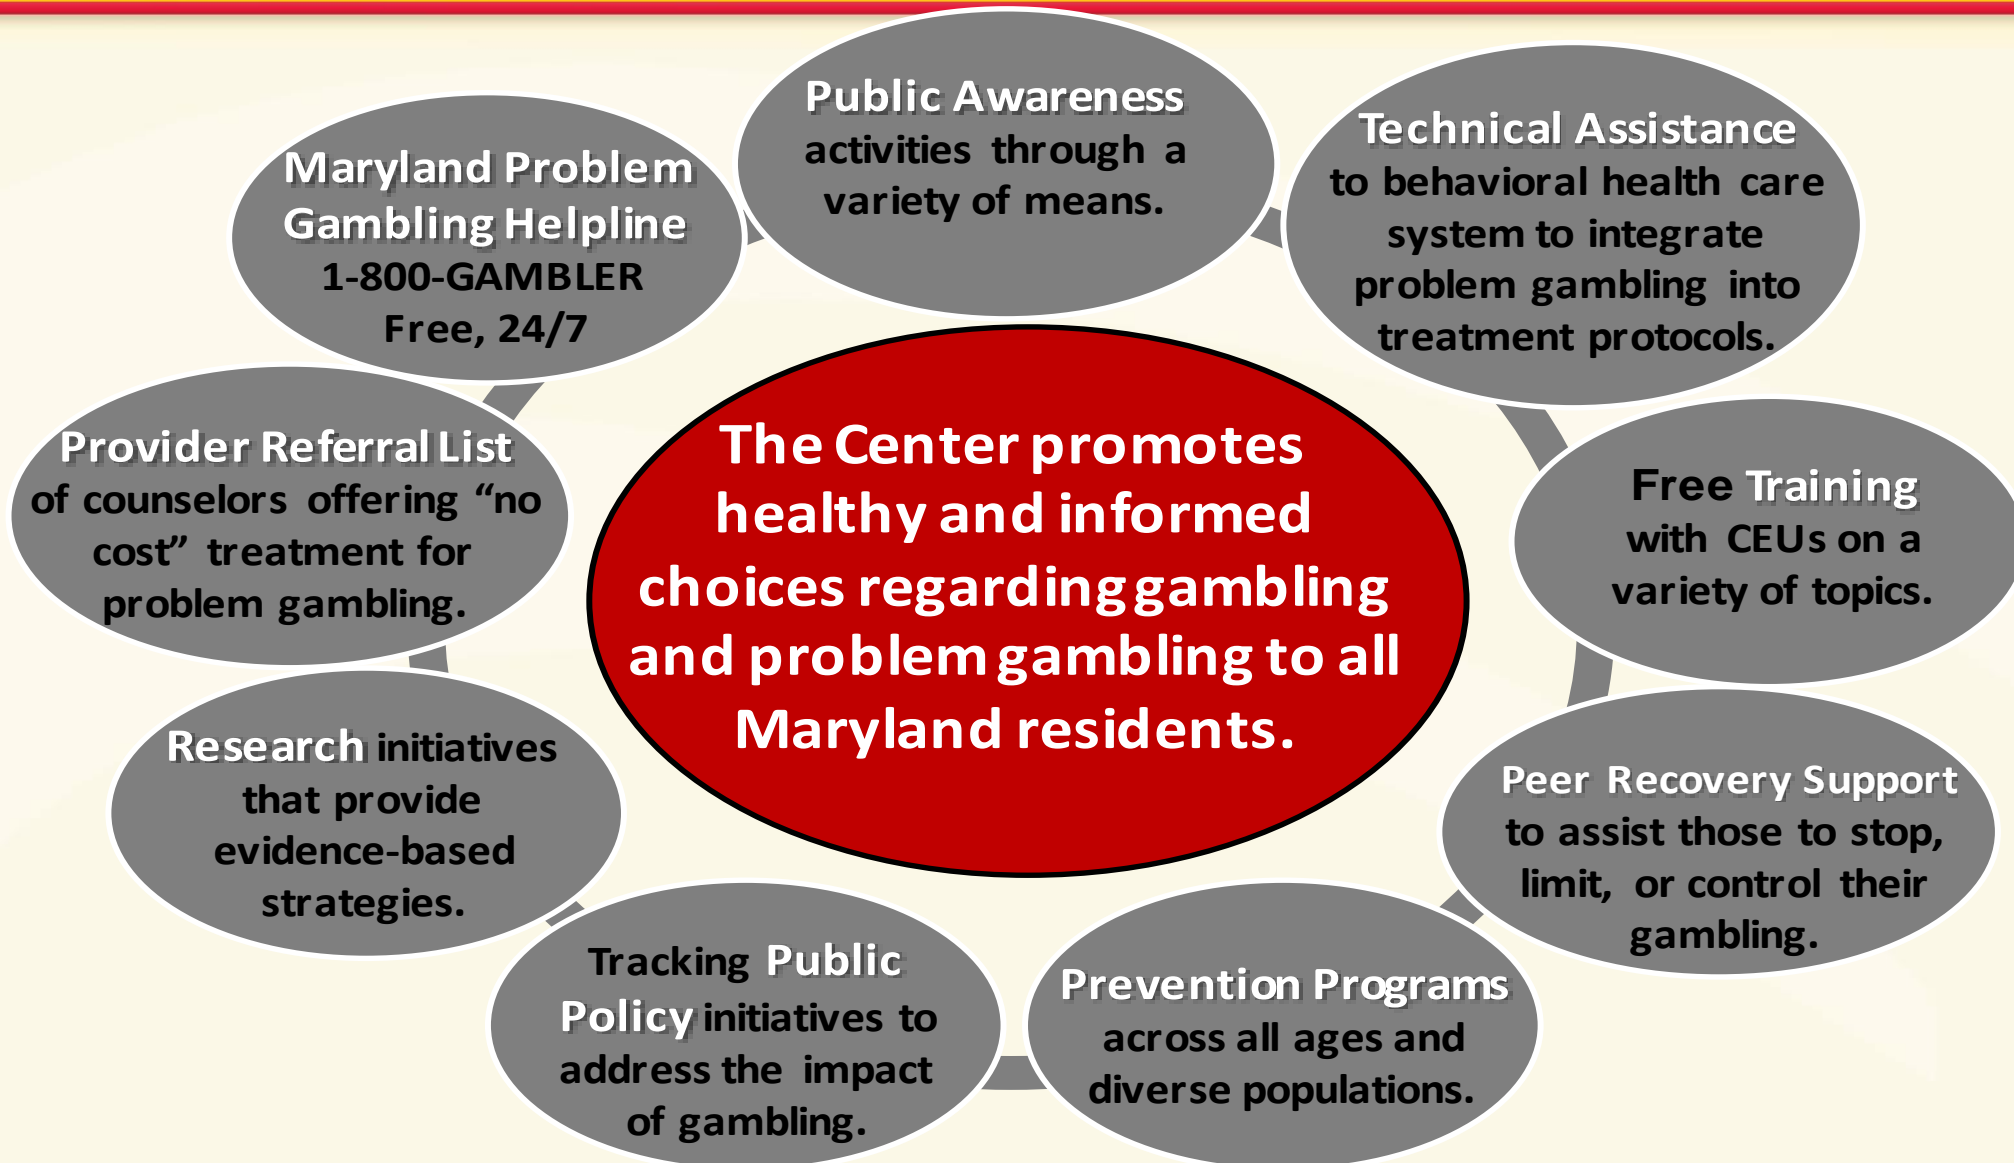 Public Awareness
activities through a
variety of means.
Technical Assistance
to behavioral health care
system to integrate
problem gambling into
treatment protocols.
Free Training
with CEUs on a
variety of topics.
Peer Recovery Support
to assist those to stop,
limit, or control their
gambling.
Prevention Programs
across all ages and
diverse populations.
Tracking Public
Policy initiatives to
address the impact
of gambling.
Research initiatives
that provide
evidence-based
strategies.
Provider Referral List
of counselors offering “no
cost” treatment for
problem gambling.
Maryland Problem
Gambling Helpline
1-800-GAMBLER
Free, 24/7
The Center promotes
healthy and informed
choices regarding gambling
and problem gambling to all
Maryland residents.